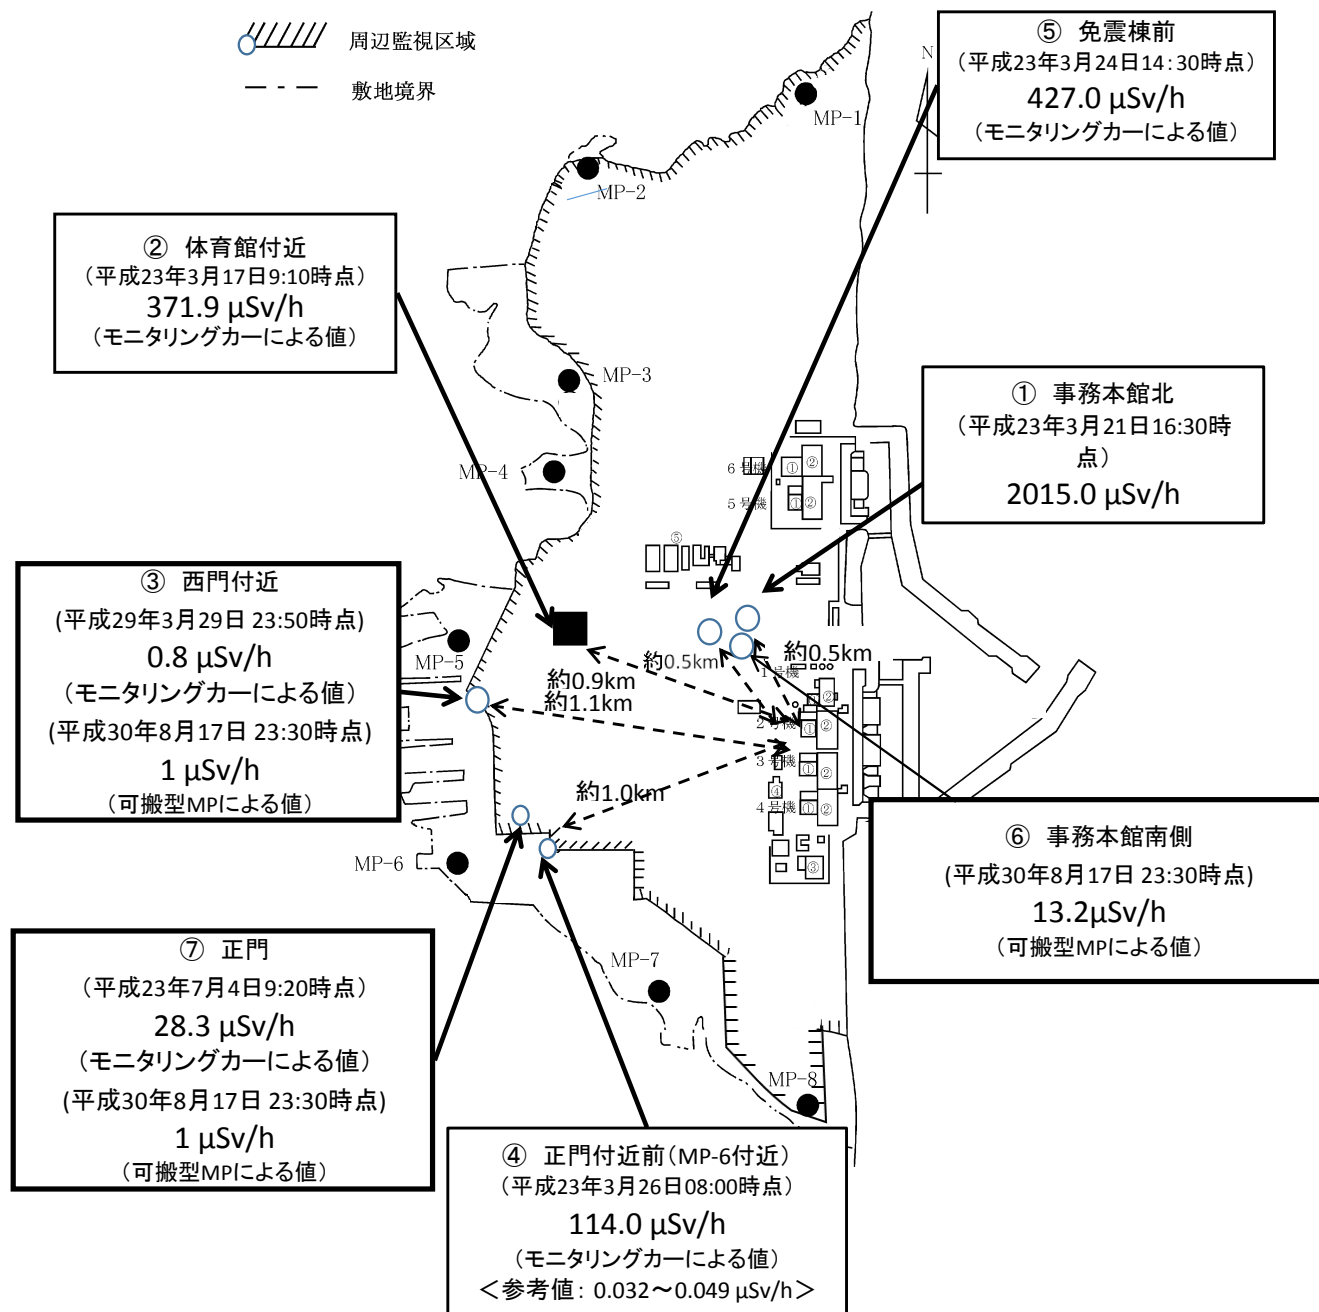 周辺監視区域
敷地境界
⑤ 免震棟前
(平成23年3月24日14:30時点)
427.0 μSv/h
(モニタリングカーによる値)
N
MP-1
MP-2
② 体育館付近
(平成23年3月17日9:10時点)
371.9 μSv/h
(モニタリングカーによる値)
MP-3
① 事務本館北
(平成23年3月21日16:30時
点)
2015.0 μSv/h
MP-4
6号機
①
②
5号機
①
②
⑤
③ 西門付近
(平成29年3月29日 23:50時点)
0.8 μSv/h
(モニタリングカーによる値)
(平成30年8月17日 23:30時点)
1 μSv/h
(可搬型MPによる値)
MP-5
約0.5km
約0.5km
約0.9km
約1.1km
1号機
②
2号機
①
②
3号機
①
②
約1.0km
④
4号機
①
②
③
MP-6
⑥ 事務本館南側
(平成30年8月17日 23:30時点)
13.2μSv/h
(可搬型MPによる値)
⑦ 正門
(平成23年7月4日9:20時点)
28.3 μSv/h
(モニタリングカーによる値)
(平成30年8月17日 23:30時点)
1 μSv/h
(可搬型MPによる値)
MP-7
MP-8
④ 正門付近前(MP-6付近)
(平成23年3月26日08:00時点)
114.0 μSv/h
(モニタリングカーによる値)
<参考値: 0.032~0.049 μSv/h>